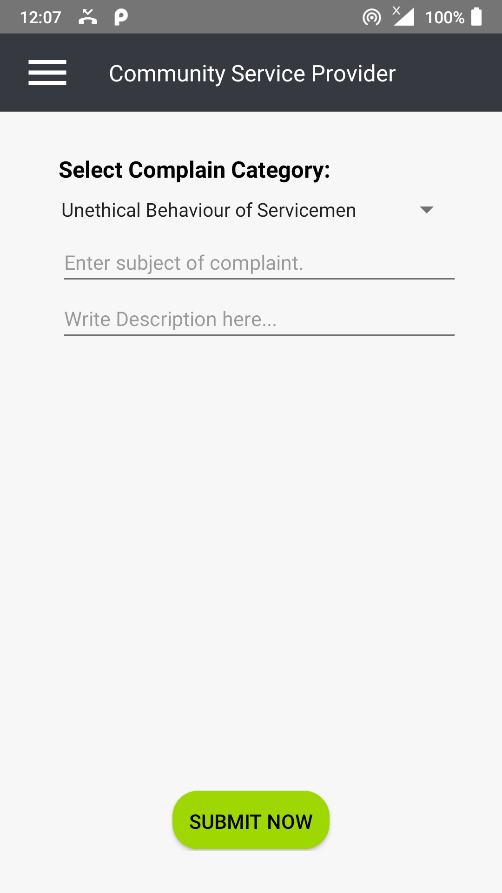 12:07
100%
Community Service Provider
Select Complain Category:
Unethical Behaviour of Servicemen
Enter subject of complaint.
Write Description here...
SUBMIT NOW